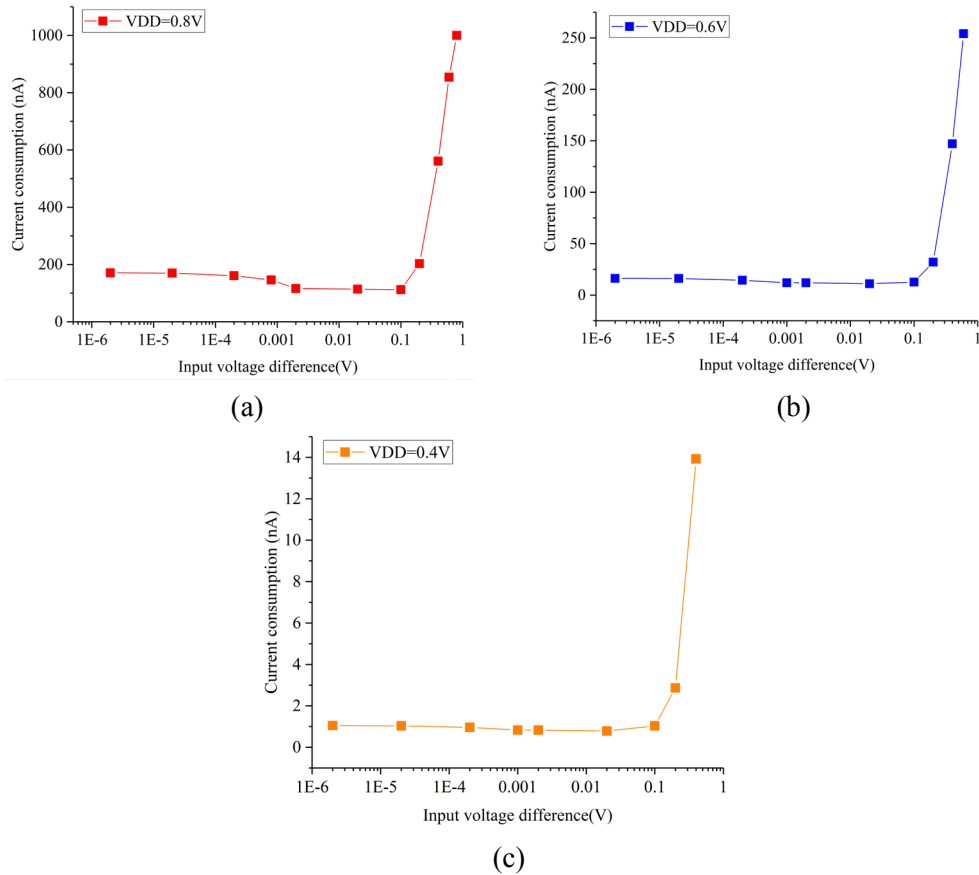 VDD=0.8V
1000
800
600
400
200
0
Current consumption (nA)
1E-6 1E-5 1E-4 0.001 0.01 0.1 1
Input voltage difference(V)
(a)
VDD=0.6V
250
200
150
100
50
0
Current consumption (nA)
1E-6 1E-5 1E-4 0.001 0.01 0.1 1
Input voltage difference(V)
(b)
VDD=0.4V
14
12
10
8
6
4
2
0
Current consumption (nA)
1E-6 1E-5 1E-4 0.001 0.01 0.1 1
Input voltage difference(V)
(c)